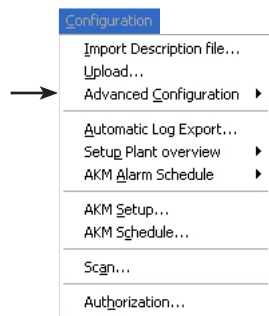 Configuration
Import Description file...
Upload...
Advanced Configuration
Automatic Log Export...
Setup Plant overview
AKM Alarm Schedule
AKM Setup...
AKM Schedule...
Scan...
Authorization...